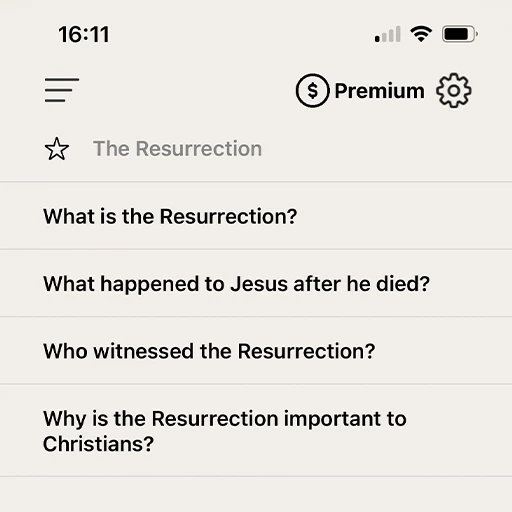 16:11
$ Premium
The Resurrection
What is the Resurrection?
What happened to Jesus after he died?
Who witnessed the Resurrection?
Why is the Resurrection important to
Christians?